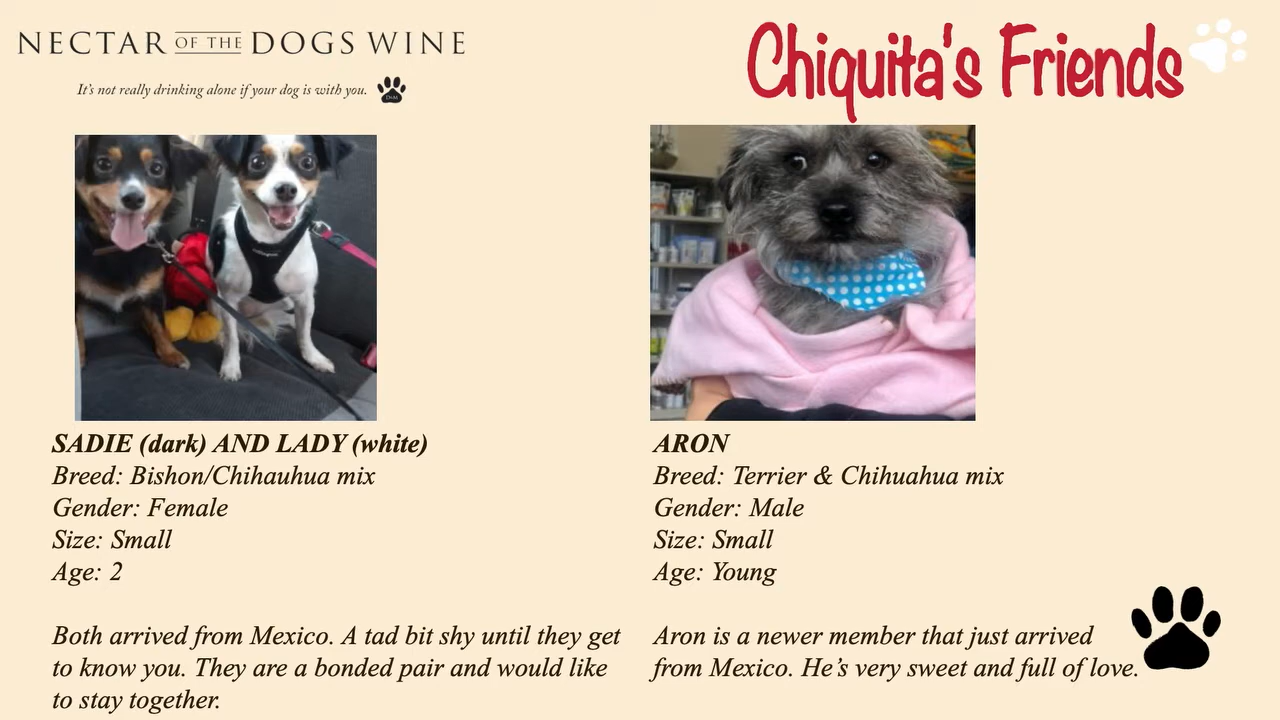 NECTAR OF THE DOGS WINE
It's not really drinking alone if your dog is with you.
Chiquita's Friends
SADIE (dark) AND LADY (white)
Breed: Bishon/Chihauhua mix
Gender: Female
Size: Small
Age: 2
Both arrived from Mexico. A tad bit shy until they get
to know you. They are a bonded pair and would like
to stay together.
ARON
Breed: Terrier & Chihuahua mix
Gender: Male
Size: Small
Age: Young
Aron is a newer member that just arrived
from Mexico. He’s very sweet and full of love.